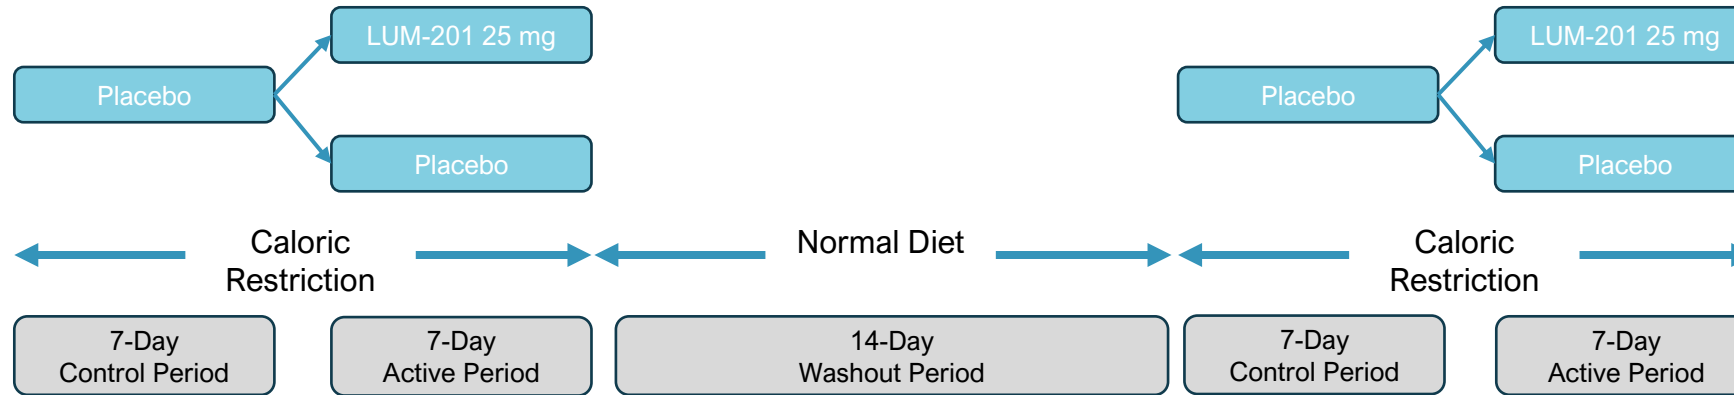 LUM-201 25 mg
LUM-201 25 mg
Placebo
Placebo
Placebo
Placebo
Caloric
Restriction
Normal Diet
Caloric
Restriction
7-Day
Control Period
7-Day
Active Period
14-Day
Washout Period
7-Day
Control Period
7-Day
Active Period